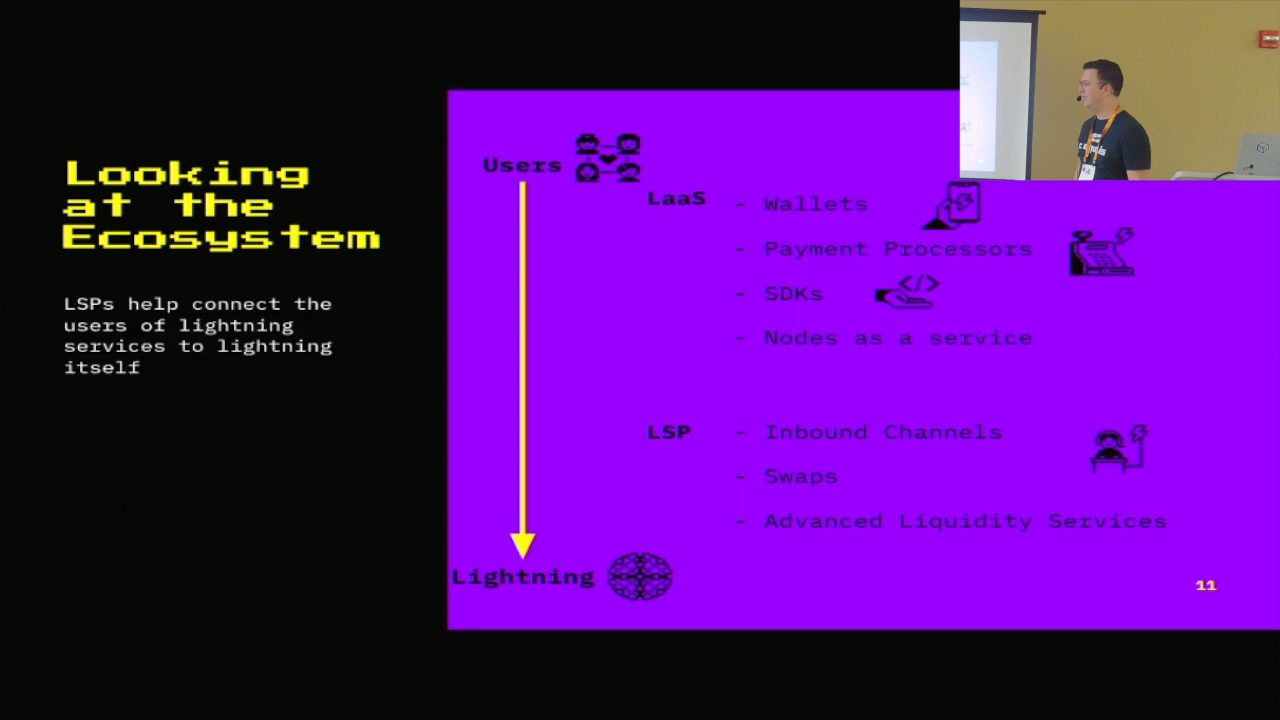 Looking
at the
Ecosystem
LSPs help connect the
users of lightning
services to lightning
itself
Users
LaaS
- Wallets
- Payment Processors
- SDKs
</>
- Nodes as a service
LSP
- Inbound Channels
- Swaps
- Advanced Liquidity Services
Lightning
11